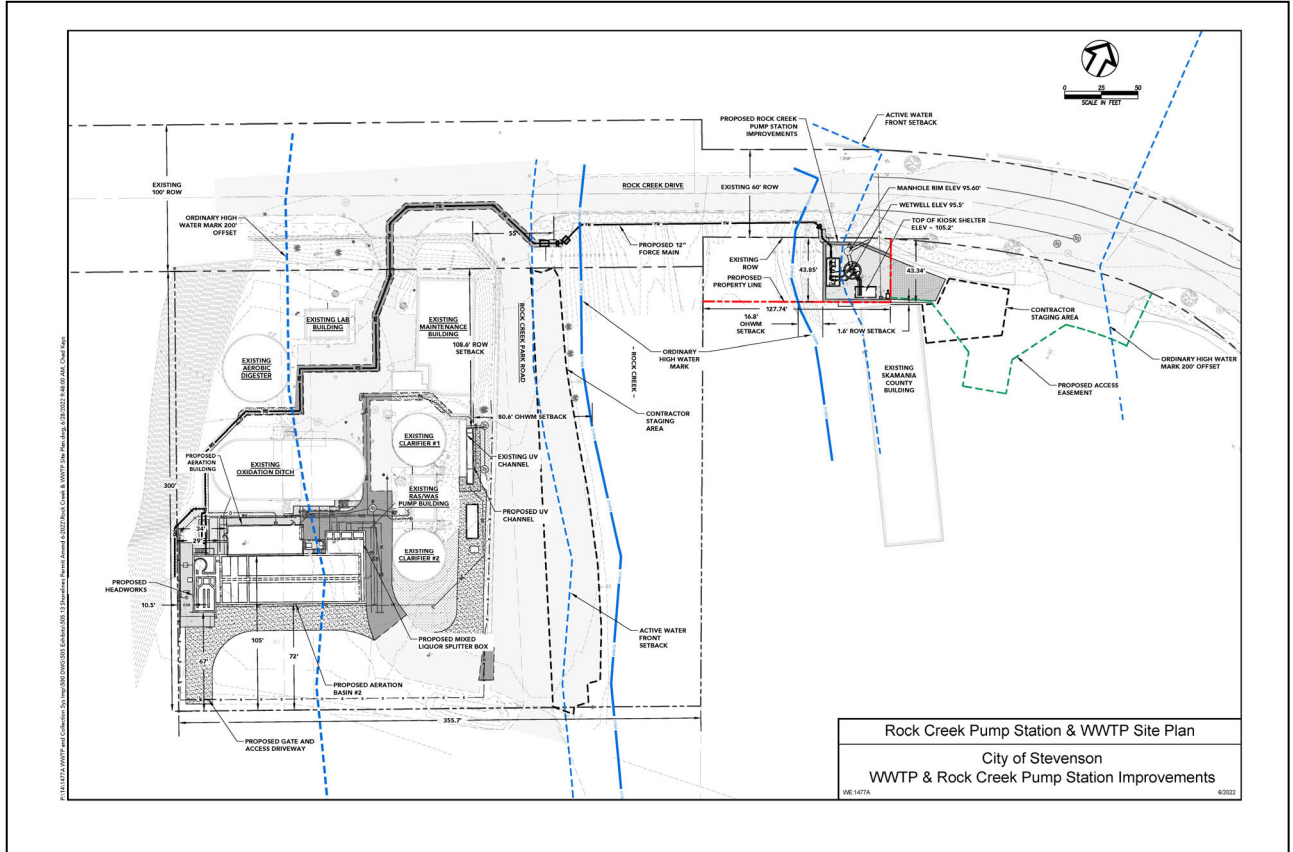 0 25 50
SCALE IN FEET
PROPOSED ROCK CREEK
PUMP STATION
IMPROVEMENTS
ACTIVE WATER
FRONT SETBACK
EXISTING
100' ROW
ROCK CREEK DRIVE
EXISTING 60' ROW
MANHOLE RIM ELEV 95.60'
WETWELL ELEV 95.5'
TOP OF KIOSK SHELTER
ELEV ~ 105.2'
ORDINARY HIGH
WATER MARK 200'
OFFSET
55'
PROPOSED 12"
FORCE MAIN
EXISTING
ROW
PROPOSED
PROPERTY LINE
43.85'
43.34'
127.74'
16.8'
OHWM
SETBACK
1.6' ROW SETBACK
CONTRACTOR
STAGING AREA
EXISTING LAB
BUILDING
EXISTING
MAINTENANCE
BUILDING
108.6' ROW
SETBACK
ROCK CREEK PARK ROAD
~ ROCK CREEK ~
ORDINARY
HIGH WATER
MARK
EXISTING
SKAMANIA
COUNTY
BUILDING
ORDINARY HIGH WATER
MARK 200' OFFSET
PROPOSED ACCESS
EASEMENT
EXISTING
AEROBIC
DIGESTER
80.6' OHWM SETBACK
CONTRACTOR
STAGING
AREA
EXISTING
CLARIFIER #1
EXISTING UV
CHANNEL
PROPOSED
AERATION
BUILDING
EXISTING
OXIDATION DITCH
300'
EXISTING
RAS/WAS
PUMP BUILDING
PROPOSED UV
CHANNEL
34'
29'
EXISTING
CLARIFIER #2
PROPOSED
HEADWORKS
10.5'
105'
67'
72'
PROPOSED MIXED
LIQUOR SPLITTER BOX
ACTIVE WATER
FRONT
SETBACK
PROPOSED AERATION
BASIN #2
355.7'
PROPOSED GATE AND
ACCESS DRIVEWAY
Rock Creek Pump Station & WWTP Site Plan
City of Stevenson
WWTP & Rock Creek Pump Station Improvements
WE:1477A
6/2022